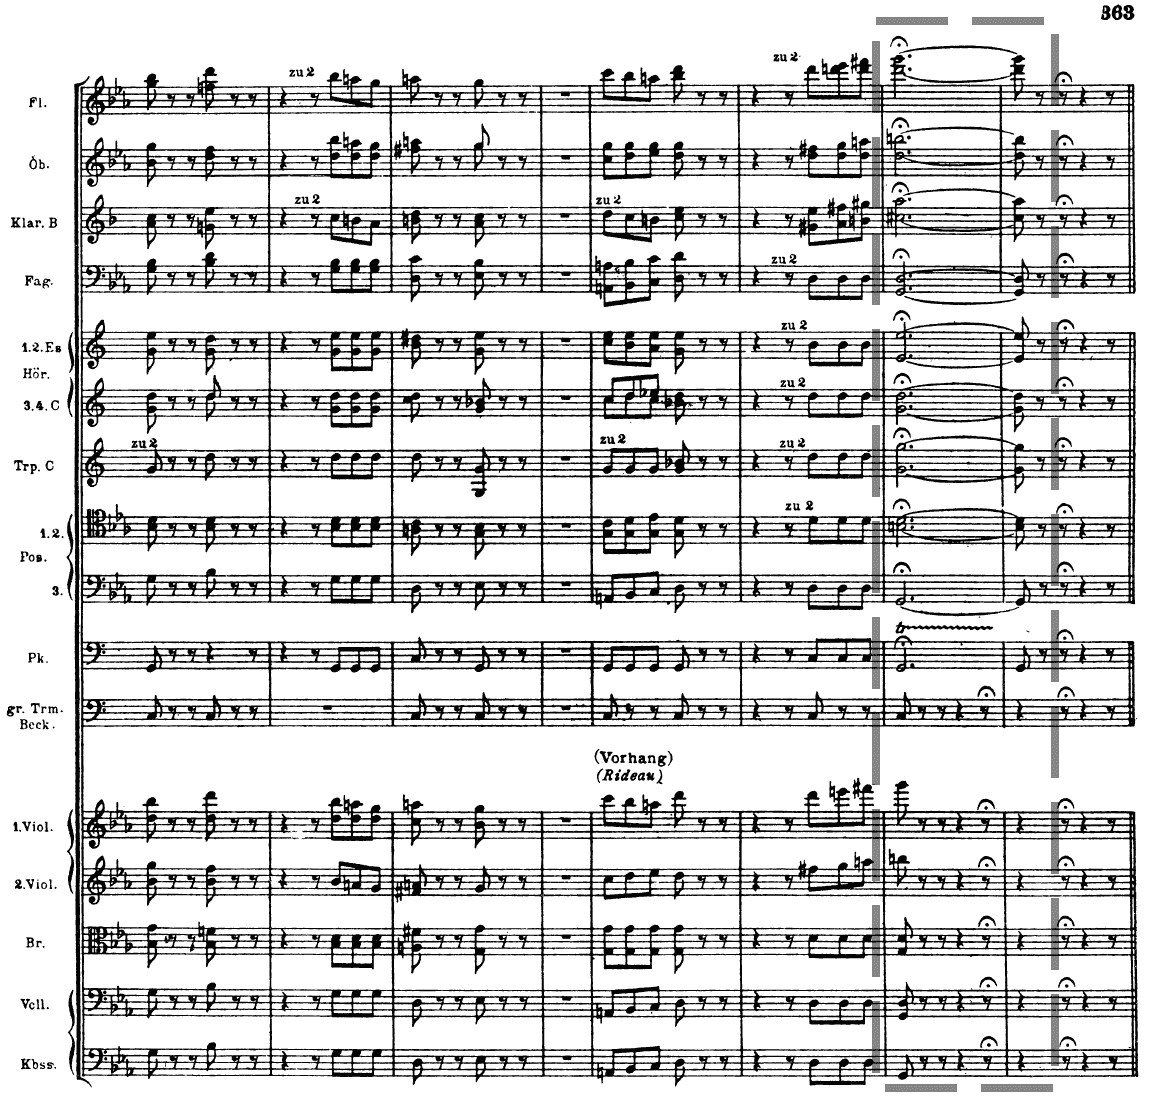 363
zu 2
zu 2
Fl.
Ob.
zu 2
zu 2
Klar. B
zu 2
Fag.
zu 2
1.2. Es
Hör.
zu 2
3.4. C
zu 2
zu 2
zu 2
Trp. C
zu 2
1.2.
Pos.
3.
tr
Pk.
gr. Trm.
Beck.
(Vorhang)
(Rideau)
1. Viol.
2. Viol.
Br.
Vcll.
Kbss.